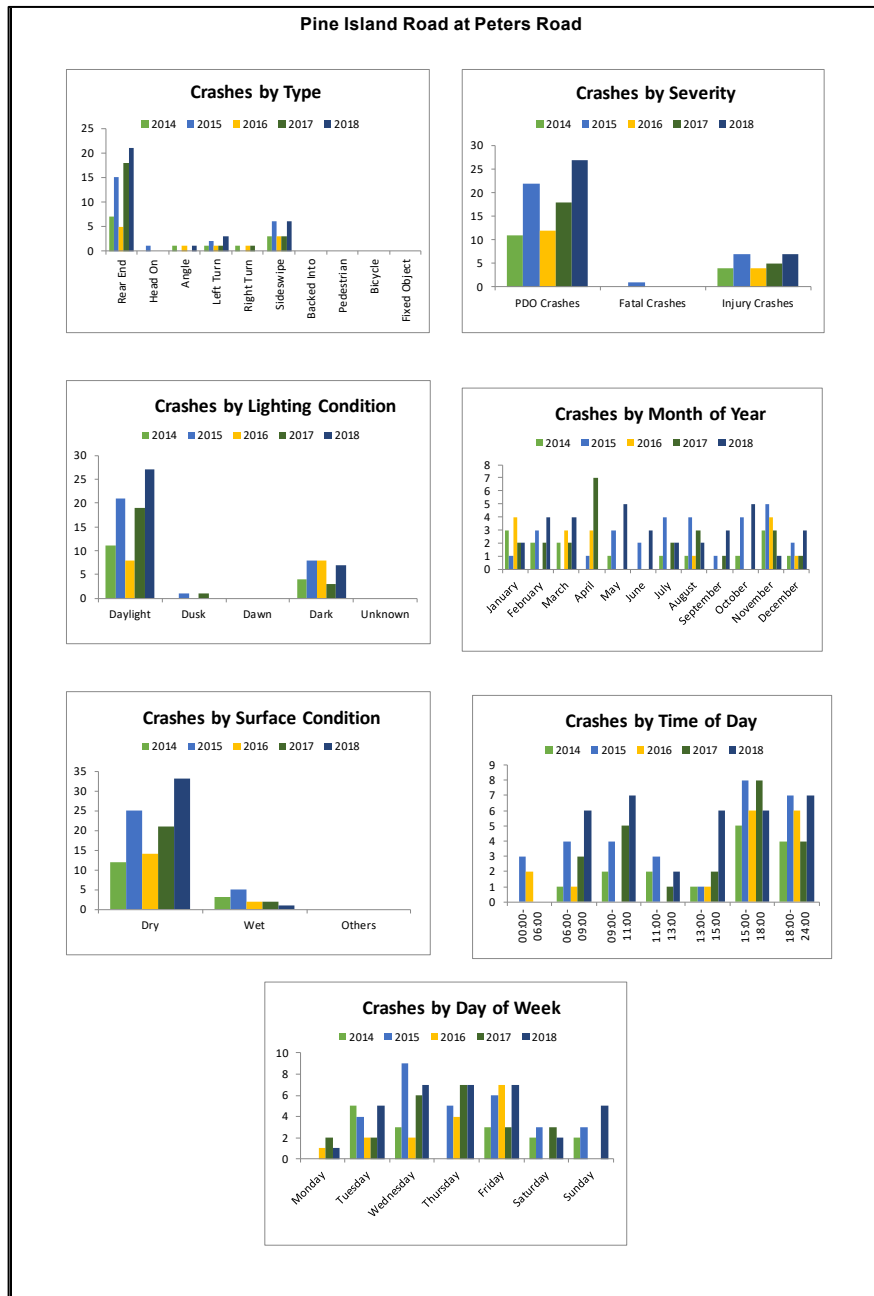 Pine Island Road at Peters Road
Crashes by Type
2014 2015 2016 2017 2018
25
20
15
10
5
0
Rear End
Head On
Angle
Left Turn
Right Turn
Sideswipe
Backed Into
Pedestrian
Bicycle
Fixed Object
Crashes by Severity
2014 2015 2016 2017 2018
30
25
20
15
10
5
0
PDO Crashes Fatal Crashes Injury Crashes
Crashes by Lighting Condition
2014 2015 2016 2017 2018
30
25
20
15
10
5
0
Daylight Dusk Dawn Dark Unknown
Crashes by Month of Year
2014 2015 2016 2017 2018
8
7
6
5
4
3
2
1
0
January
February
March
April
May
June
July
August
September
October
November
December
Crashes by Surface Condition
2014 2015 2016 2017 2018
35
30
25
20
15
10
5
0
Dry Wet Others
Crashes by Time of Day
2014 2015 2016 2017 2018
9
8
7
6
5
4
3
2
1
0
00:00-
06:00
06:00-
09:00
09:00-
11:00
11:00-
13:00
13:00-
15:00
15:00-
18:00
18:00-
24:00
Crashes by Day of Week
2014 2015 2016 2017 2018
10
8
6
4
2
0
Monday
Tuesday
Wednesday
Thursday
Friday
Saturday
Sunday